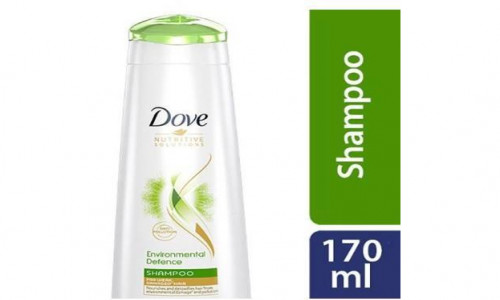 Dove
NUTRITIVE
SOLUTIONS
Environmental
Defence
SHAMPOO
Shampoo
170
ml